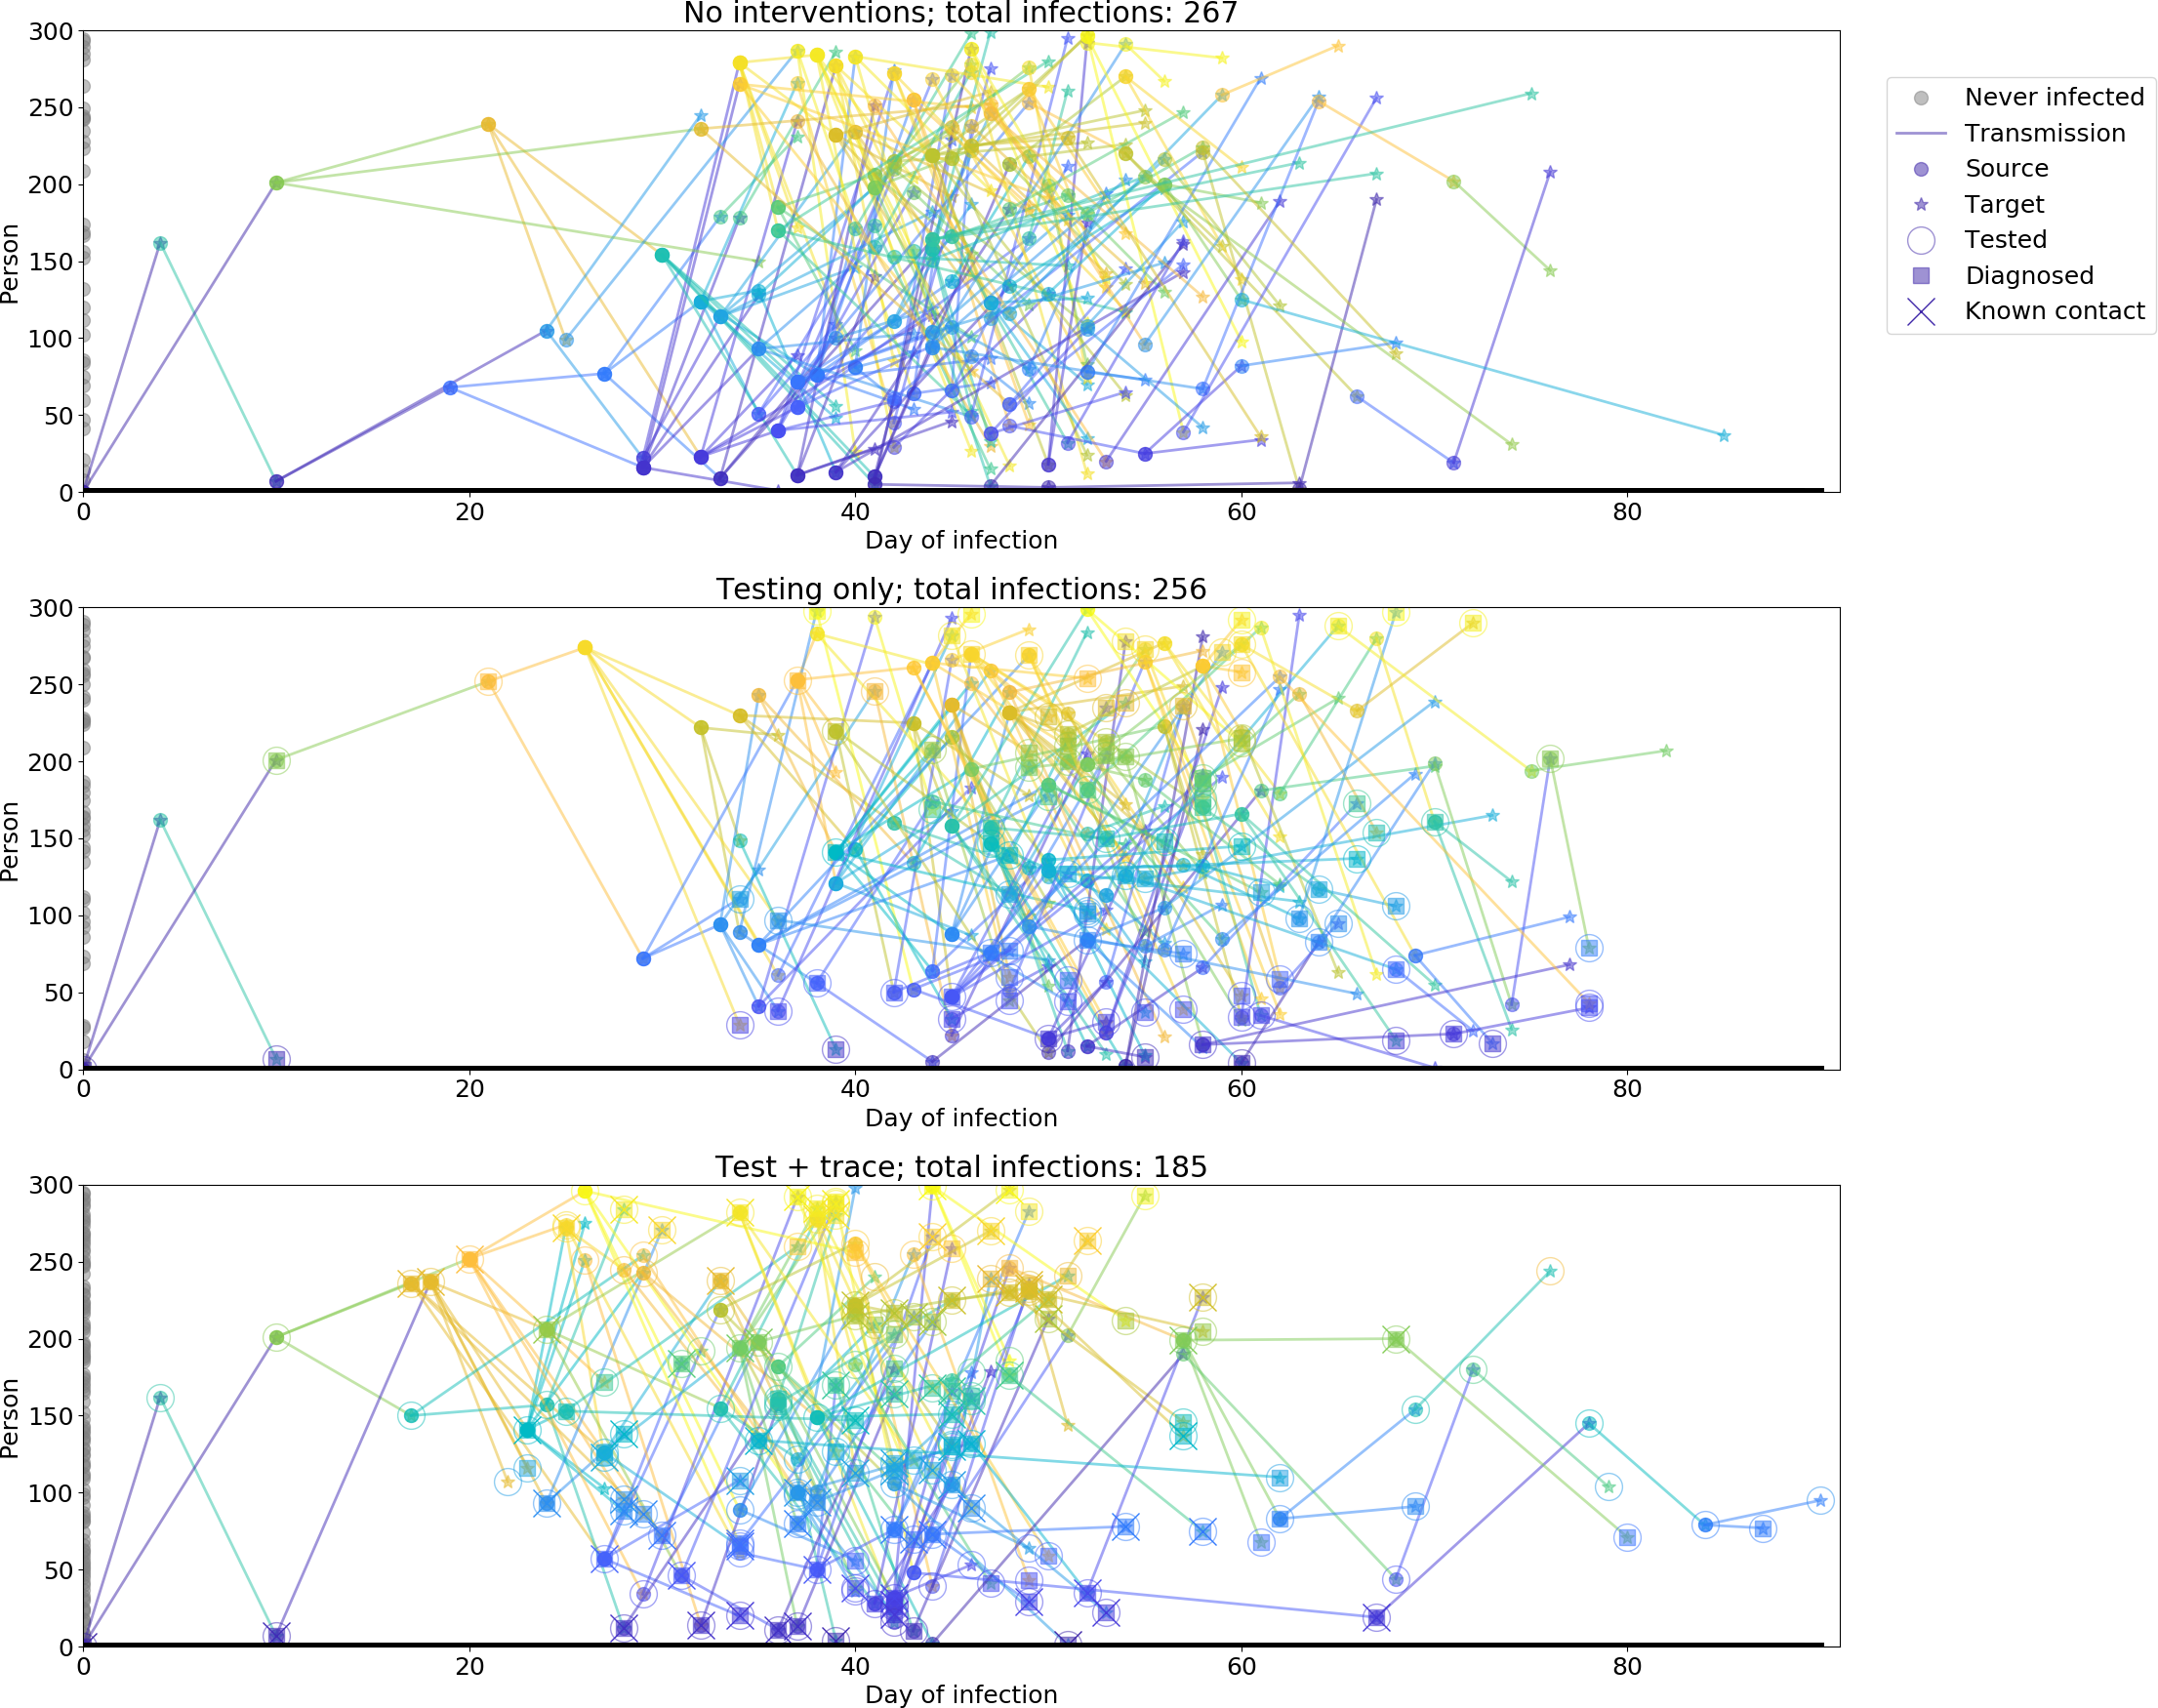 No interventions; total infections: 267
300
250
200
150
100
50
0
Person
0 20 40 60 80
Day of infection
Never infected
Transmission
Source
Target
Tested
Diagnosed
Known contact
Testing only; total infections: 256
300
250
200
150
100
50
0
Person
0 20 40 60 80
Day of infection
Test + trace; total infections: 185
300
250
200
150
100
50
0
Person
0 20 40 60 80
Day of infection